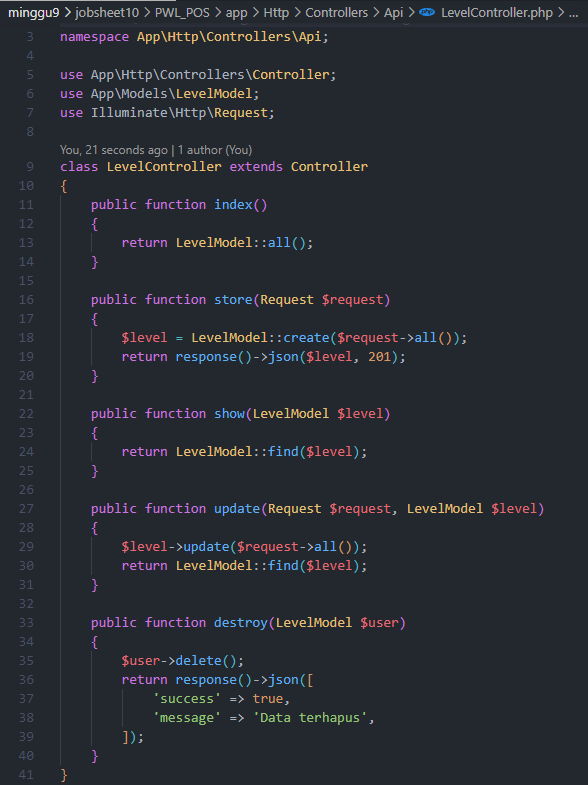 minggu9 > jobsheet10 > PWL_POS > app > Http > Controllers > Api > php LevelController.php > ...
3 namespace App\Http\Controllers\Api;
4
5 use App\Http\Controllers\Controller;
6 use App\Models\LevelModel;
7 use Illuminate\Http\Request;
8
You, 21 seconds ago | 1 author (You)
9 class LevelController extends Controller
10 {
11     public function index()
12     {
13         return LevelModel::all();
14     }
15
16     public function store(Request $request)
17     {
18         $level = LevelModel::create($request->all());
19         return response()->json($level, 201);
20     }
21
22     public function show(LevelModel $level)
23     {
24         return LevelModel::find($level);
25     }
26
27     public function update(Request $request, LevelModel $level)
28     {
29         $level->update($request->all());
30         return LevelModel::find($level);
31     }
32
33     public function destroy(LevelModel $user)
34     {
35         $user->delete();
36         return response()->json([
37             'success' => true,
38             'message' => 'Data terhapus',
39         ]);
40     }
41 }